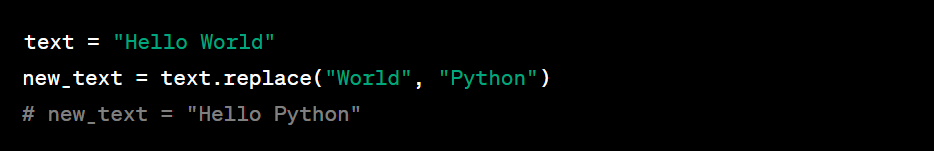 text = "Hello World"
new_text = text.replace("World", "Python")
# new_text = "Hello Python"